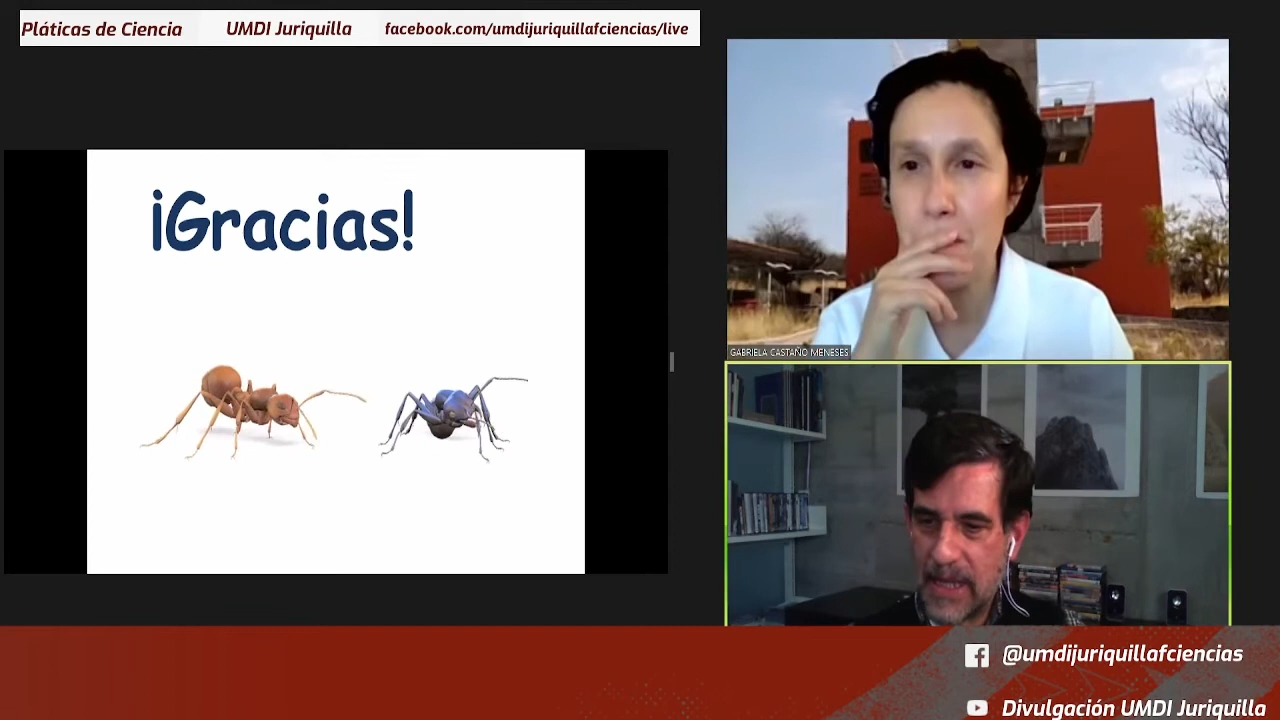 Pláticas de Ciencia UMDI Juriquilla facebook.com/umdijuriquillafciencias/live
¡Gracias!
GABRIELA CASTAÑO MENESES
@umdijuriquillafciencias
Divulgación UMDI Juriquilla